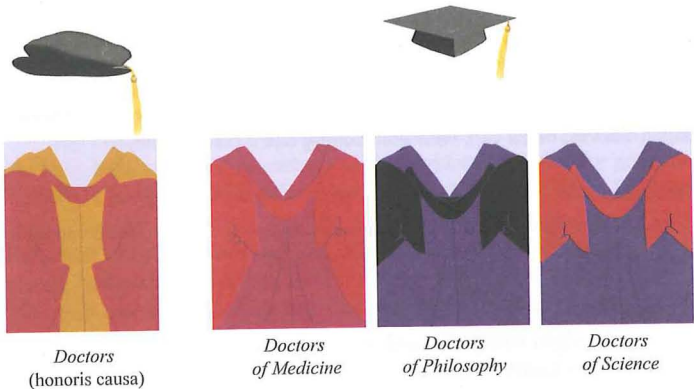 Doctors
(honoris causa)
Doctors
of Medicine
Doctors
of Philosophy
Doctors
of Science